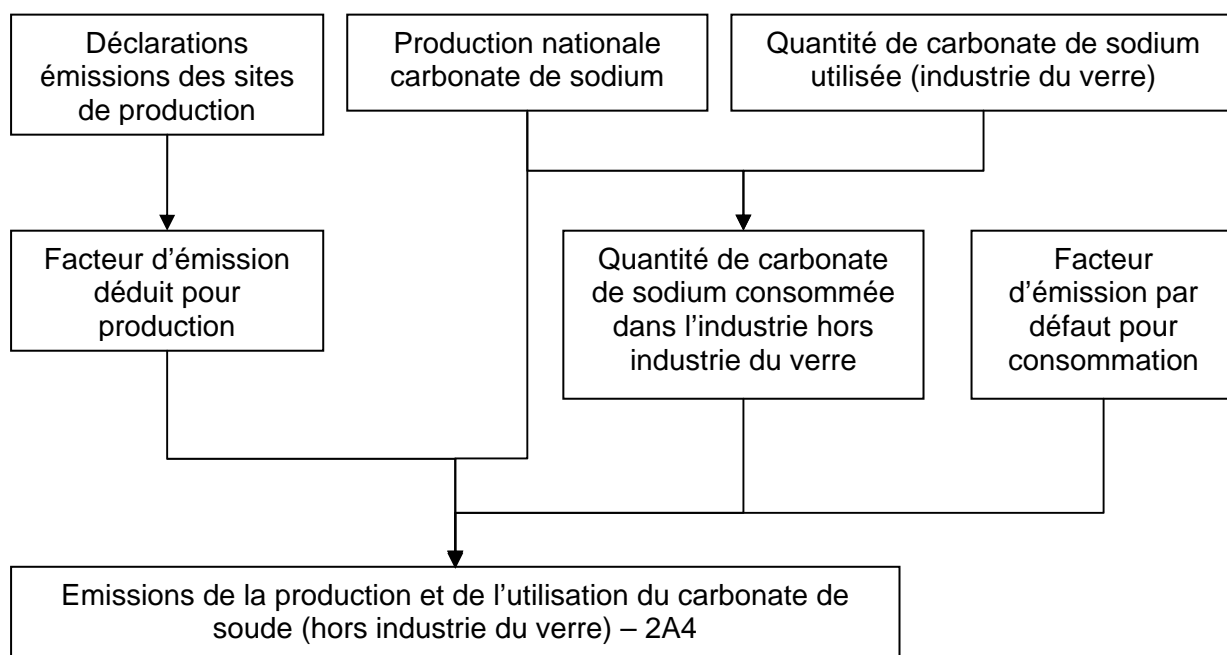 Déclarations
émissions des sites
de production
Production nationale
carbonate de sodium
Quantité de carbonate de sodium
utilisée (industrie du verre)
Facteur d’émission
déduit pour
production
Quantité de carbonate
de sodium consommée
dans l’industrie hors
industrie du verre
Facteur
d’émission par
défaut pour
consommation
Emissions de la production et de l’utilisation du carbonate de
soude (hors industrie du verre) – 2A4